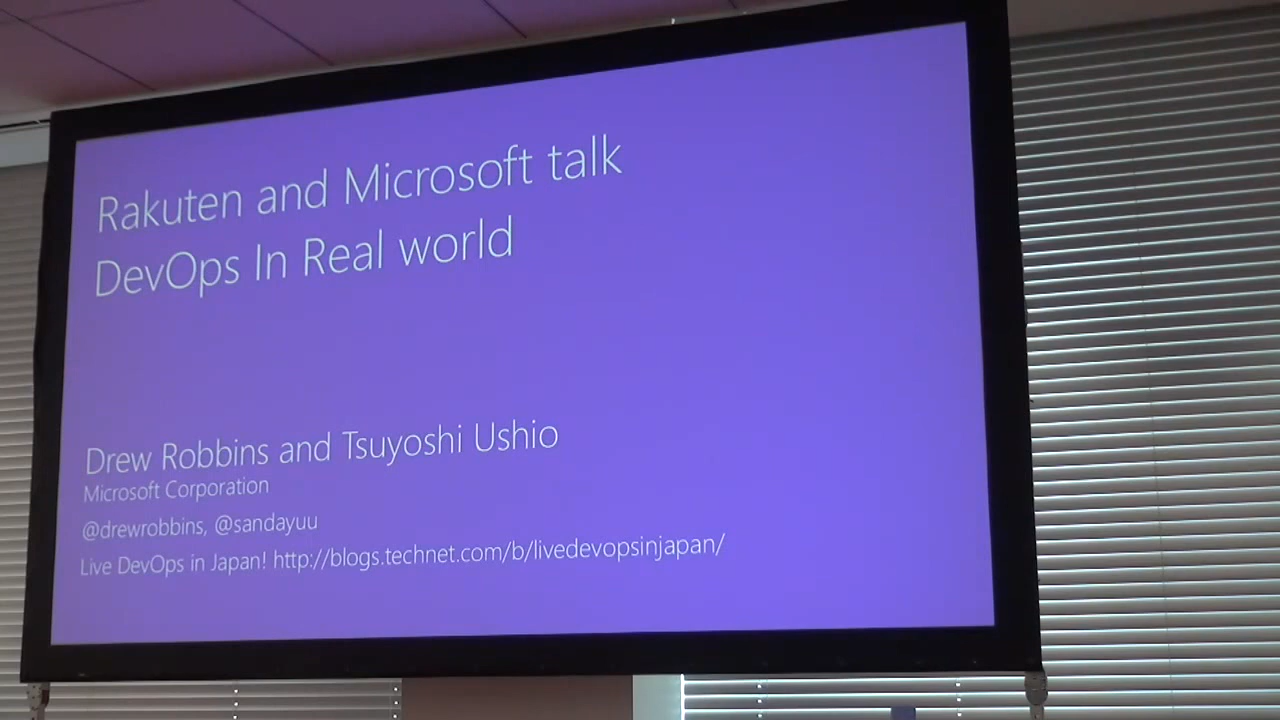 Rakuten and Microsoft talk
DevOps In Real world
Drew Robbins and Tsuyoshi Ushio
Microsoft Corporation
@drewrobbins, @sandayuu
Live DevOps in Japan! http://blogs.technet.com/b/livedevopsinjapan/